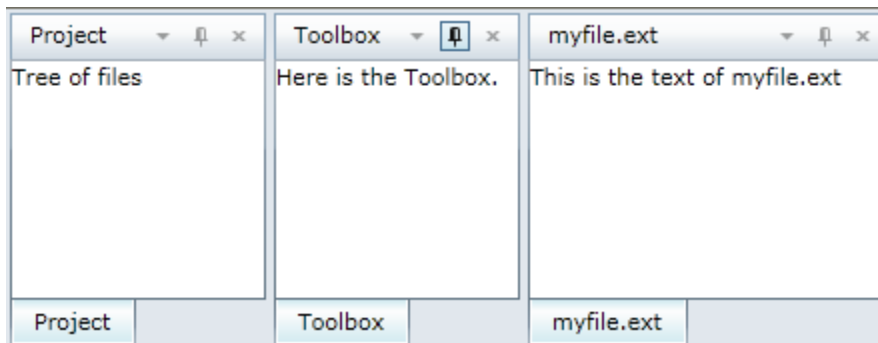 Project
Tree of files
Project
Toolbox
Here is the Toolbox.
Toolbox
myfile.ext
This is the text of myfile.ext
myfile.ext